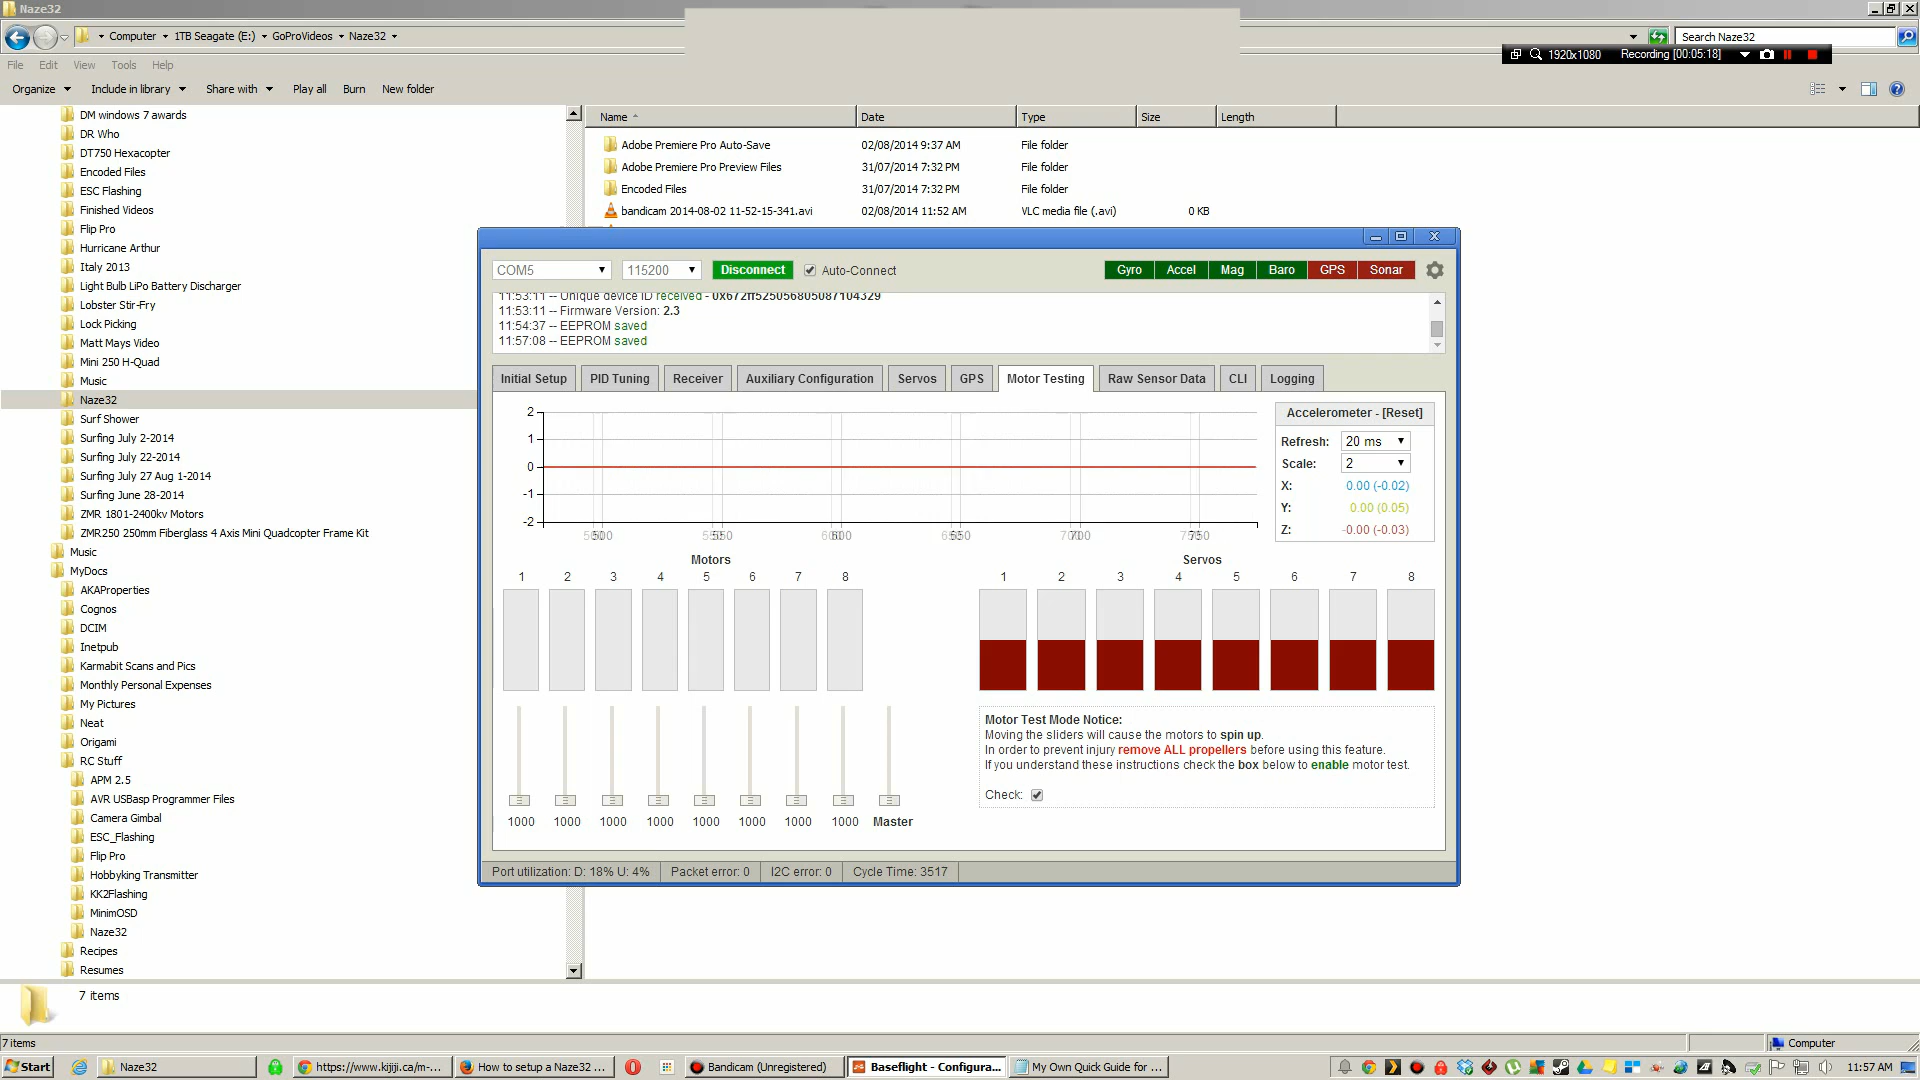 Naze32
Computer ▸ 1TB Seagate (E:) ▸ GoProVideos ▸ Naze32
Search Naze32
1920x1080 Recording [00:05:18]
File Edit View Tools Help
Organize Include in library Share with Play all Burn New folder
DM windows 7 awards
DR Who
DT750 Hexacopter
Encoded Files
ESC Flashing
Finished Videos
Flip Pro
Hurricane Arthur
Italy 2013
Light Bulb LiPo Battery Discharger
Lobster Stir-Fry
Lock Picking
Matt Mays Video
Mini 250 H-Quad
Music
Naze32
Surf Shower
Surfing July 2-2014
Surfing July 22-2014
Surfing July 27 Aug 1-2014
Surfing June 28-2014
ZMR 1801-2400kv Motors
ZMR250 250mm Fiberglass 4 Axis Mini Quadcopter Frame Kit
Music
MyDocs
AKAProperties
Cognos
DCIM
Inetpub
Karmabit Scans and Pics
Monthly Personal Expenses
My Pictures
Neat
Origami
RC Stuff
APM 2.5
AVR USBasp Programmer Files
Camera Gimbal
ESC_Flashing
Flip Pro
Hobbyking Transmitter
KK2Flashing
MinimOSD
Naze32
Recipes
Resumes
Name Date Type Size Length
Adobe Premiere Pro Auto-Save 02/08/2014 9:37 AM File folder
Adobe Premiere Pro Preview Files 31/07/2014 7:32 PM File folder
Encoded Files 31/07/2014 7:32 PM File folder
bandicam 2014-08-02 11-52-15-341.avi 02/08/2014 11:52 AM VLC media file (.avi) 0 KB
COM5 115200 Disconnect Auto-Connect Gyro Accel Mag Baro GPS Sonar
11:53:11 -- Unique device ID received - 0x672ff525056805087104329
11:53:11 -- Firmware Version: 2.3
11:54:37 -- EEPROM saved
11:57:08 -- EEPROM saved
Initial Setup PID Tuning Receiver Auxiliary Configuration Servos GPS Motor Testing Raw Sensor Data CLI Logging
2
1
0
-1
-2
Accelerometer - [Reset]
Refresh: 20 ms
Scale: 2
X: 0.00 (-0.02)
Y: 0.00 (0.05)
Z: -0.00 (-0.03)
Motors Servos
1 2 3 4 5 6 7 8 1 2 3 4 5 6 7 8
1000 1000 1000 1000 1000 1000 1000 1000 Master
Motor Test Mode Notice:
Moving the sliders will cause the motors to spin up.
In order to prevent injury remove ALL propellers before using this feature.
If you understand these instructions check the box below to enable motor test.
Check:
Port utilization: D: 18% U: 4% Packet error: 0 I2C error: 0 Cycle Time: 3517
7 items
7 items Computer
Start Naze32 https://www.kijiji.ca/m-... How to setup a Naze32 ... Bandicam (Unregistered) Baseflight - Configura... My Own Quick Guide for ... 11:57 AM